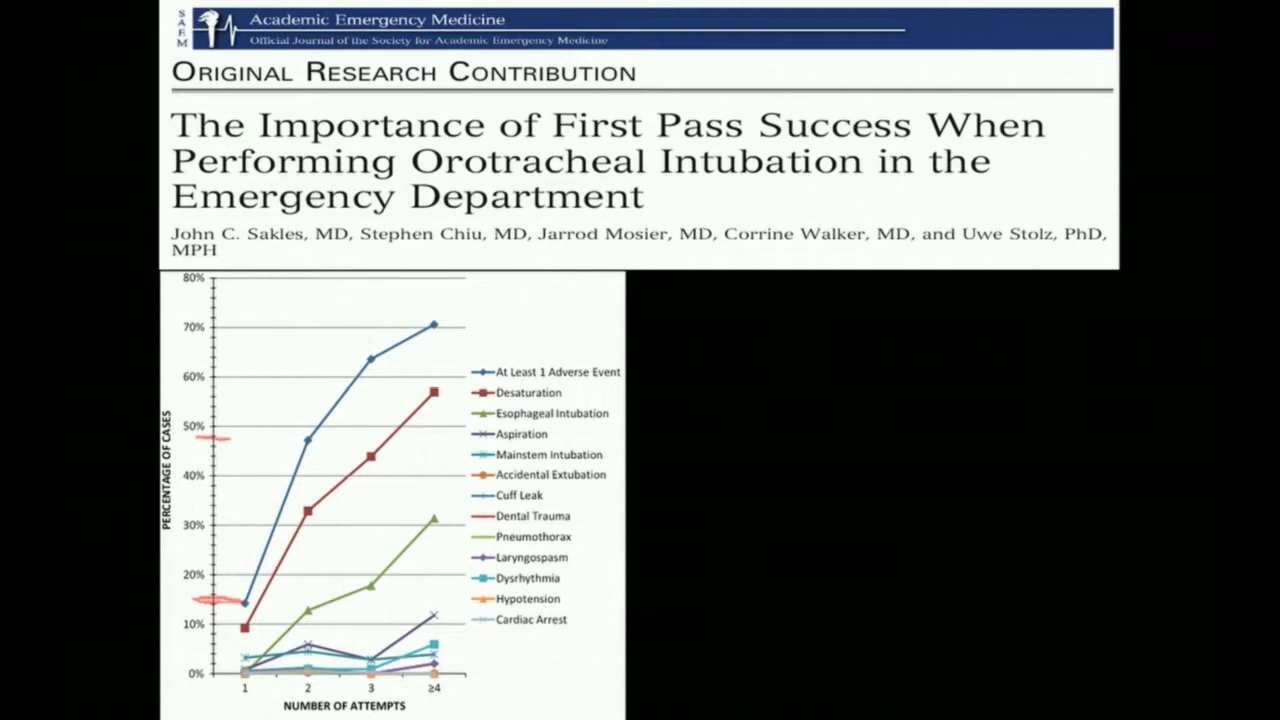 SAEM
Academic Emergency Medicine
Official Journal of the Society for Academic Emergency Medicine
ORIGINAL RESEARCH CONTRIBUTION
The Importance of First Pass Success When
Performing Orotracheal Intubation in the
Emergency Department
John C. Sakles, MD, Stephen Chiu, MD, Jarrod Mosier, MD, Corrine Walker, MD, and Uwe Stolz, PhD,
MPH
80%
70%
60%
50%
40%
30%
20%
10%
0%
PERCENTAGE OF CASES
1
2
3
≥4
NUMBER OF ATTEMPTS
At Least 1 Adverse Event
Desaturation
Esophageal Intubation
Aspiration
Mainstem Intubation
Accidental Extubation
Cuff Leak
Dental Trauma
Pneumothorax
Laryngospasm
Dysrhythmia
Hypotension
Cardiac Arrest